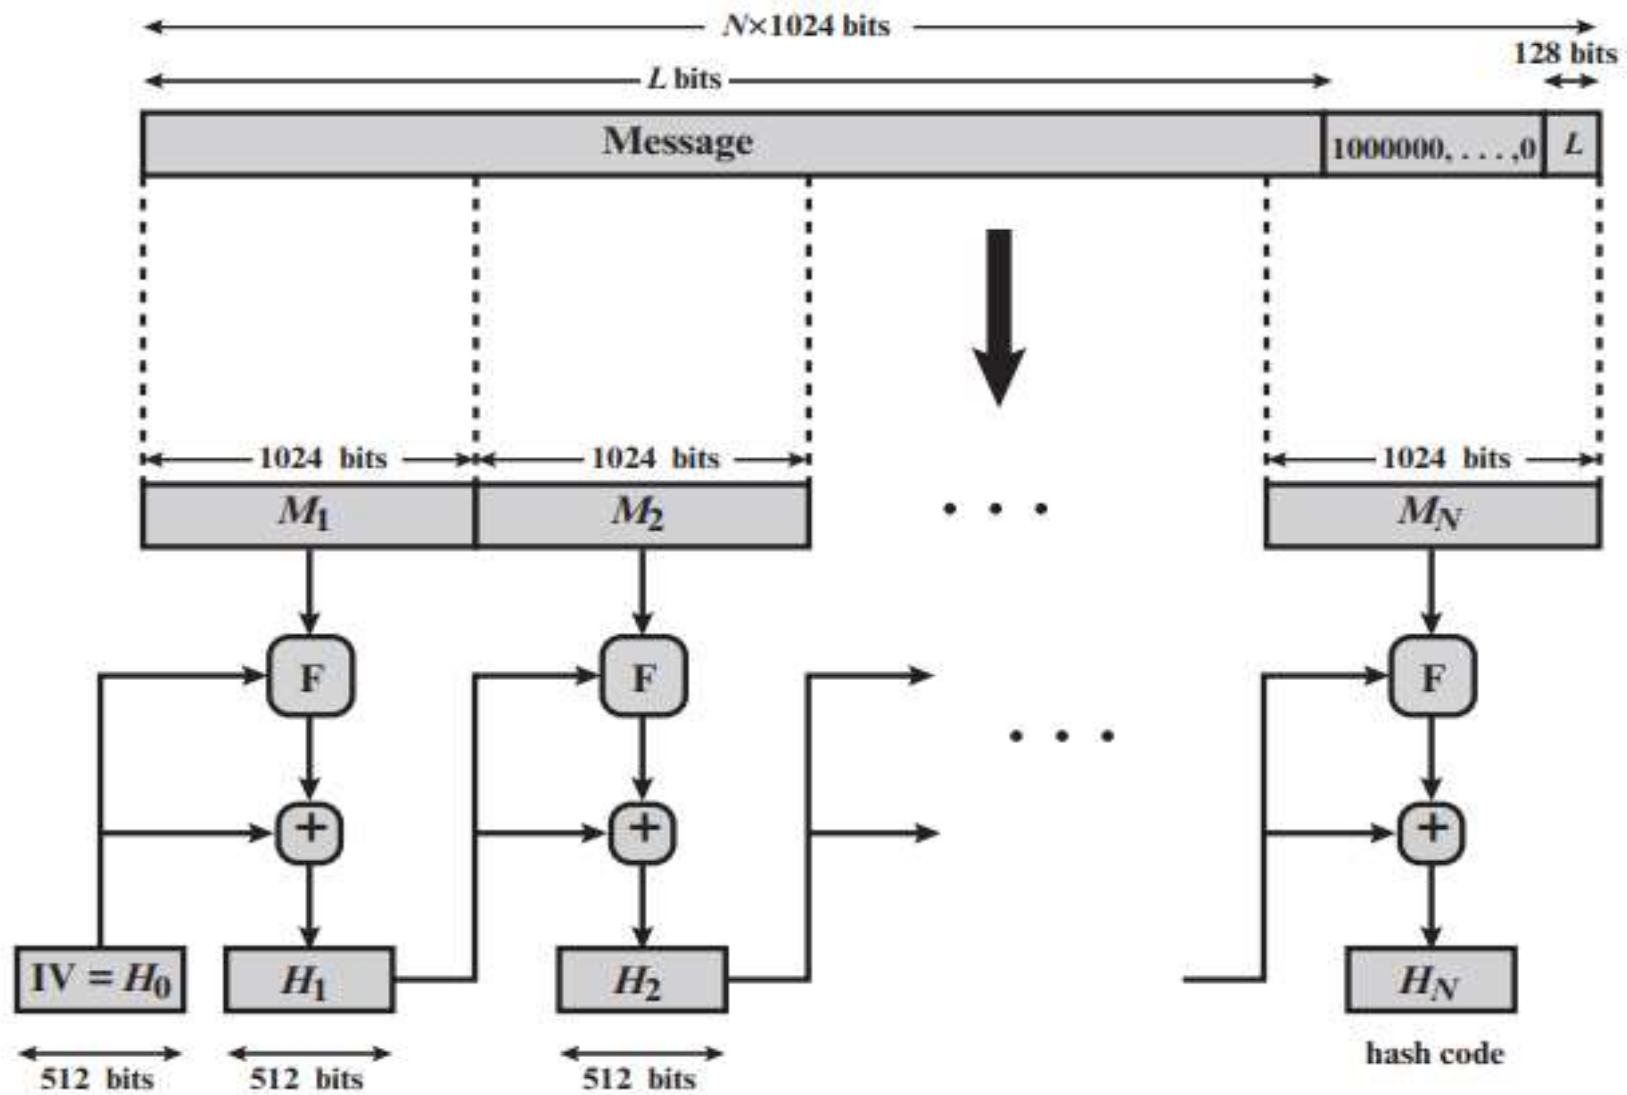 N×1024 bits
128 bits
L bits
Message
1000000, . . . ,0
L
1024 bits
1024 bits
1024 bits
M1
M2
. . .
MN
F
F
F
. . .
+
+
+
IV = H0
H1
H2
HN
512 bits
512 bits
512 bits
hash code